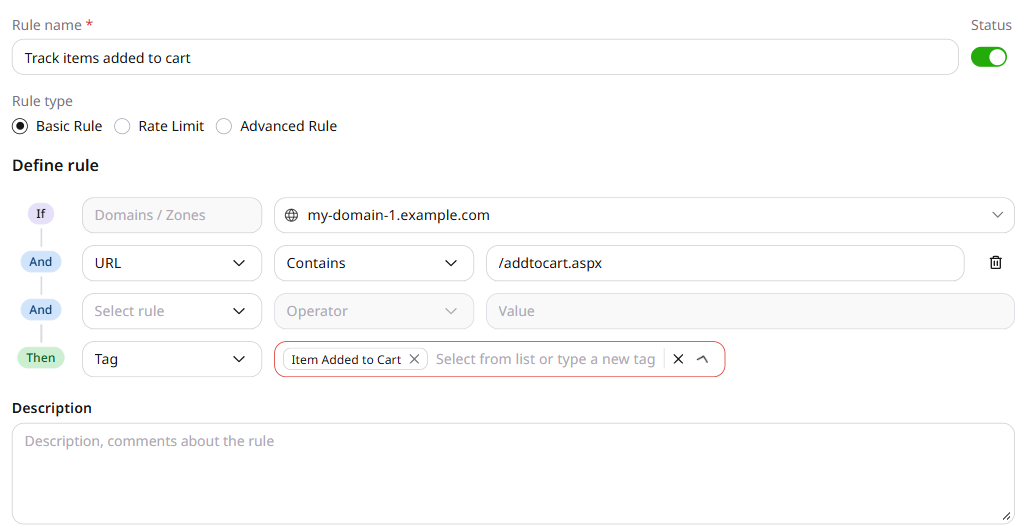 Rule name * Status
Track items added to cart
Rule type
Basic Rule Rate Limit Advanced Rule
Define rule
If Domains / Zones my-domain-1.example.com
And URL Contains /addtocart.aspx
And Select rule Operator Value
Then Tag Item Added to Cart Select from list or type a new tag
Description
Description, comments about the rule